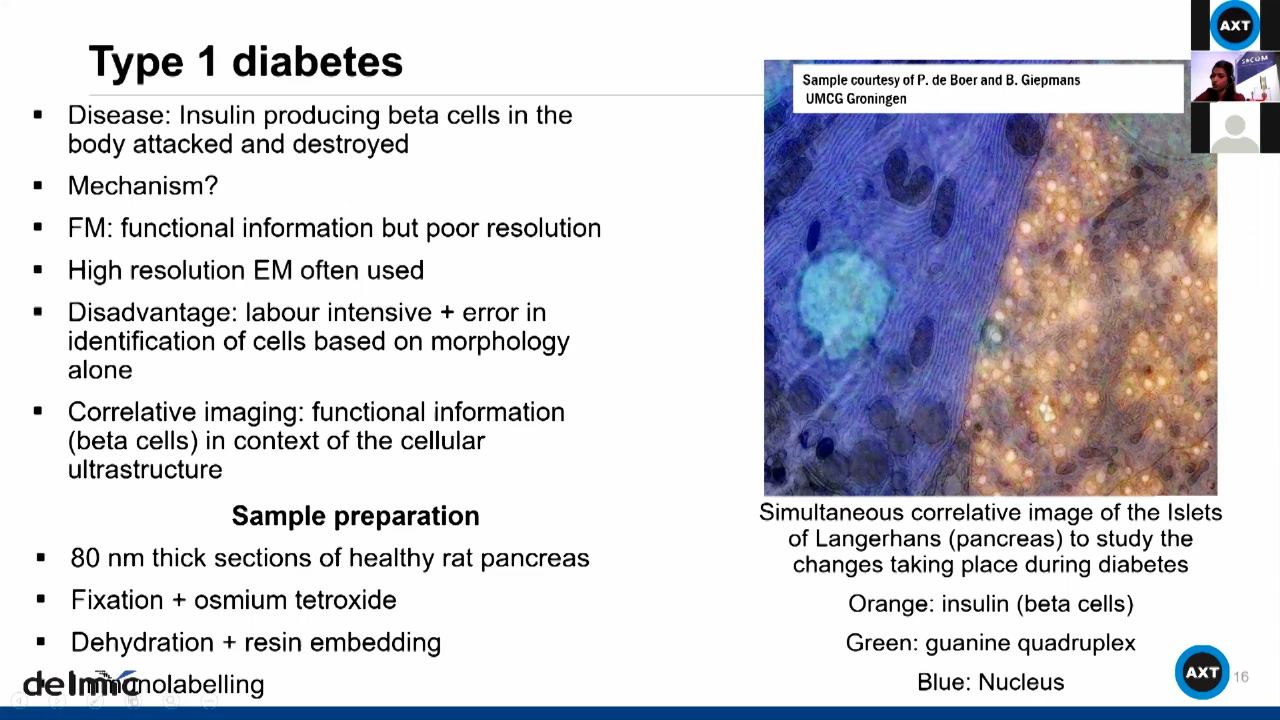 Type 1 diabetes
Disease: Insulin producing beta cells in the
body attacked and destroyed
Mechanism?
FM: functional information but poor resolution
High resolution EM often used
Disadvantage: labour intensive + error in
identification of cells based on morphology
alone
Correlative imaging: functional information
(beta cells) in context of the cellular
ultrastructure
Sample preparation
80 nm thick sections of healthy rat pancreas
Fixation + osmium tetroxide
Dehydration + resin embedding
Immunolabelling
delmic
Sample courtesy of P. de Boer and B. Giepmans
UMCG Groningen
AXT
SECOM
Simultaneous correlative image of the Islets
of Langerhans (pancreas) to study the
changes taking place during diabetes
Orange: insulin (beta cells)
Green: guanine quadruplex
Blue: Nucleus
AXT
16